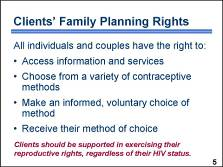 Clients' Family Planning Rights
All individuals and couples have the right to:
• Access information and services
• Choose from a variety of contraceptive
methods
• Make an informed, voluntary choice of
method
• Receive their method of choice
Clients should be supported in exercising their
reproductive rights, regardless of their HIV status.
5